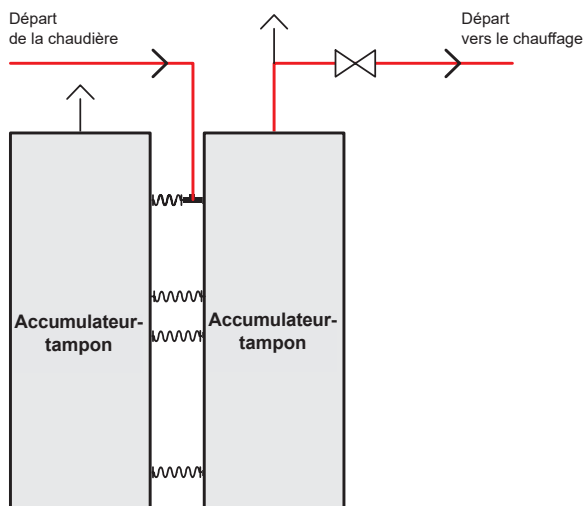 Départ
de la chaudière
Départ
vers le chauffage
Accumulateur-
tampon
Accumulateur-
tampon